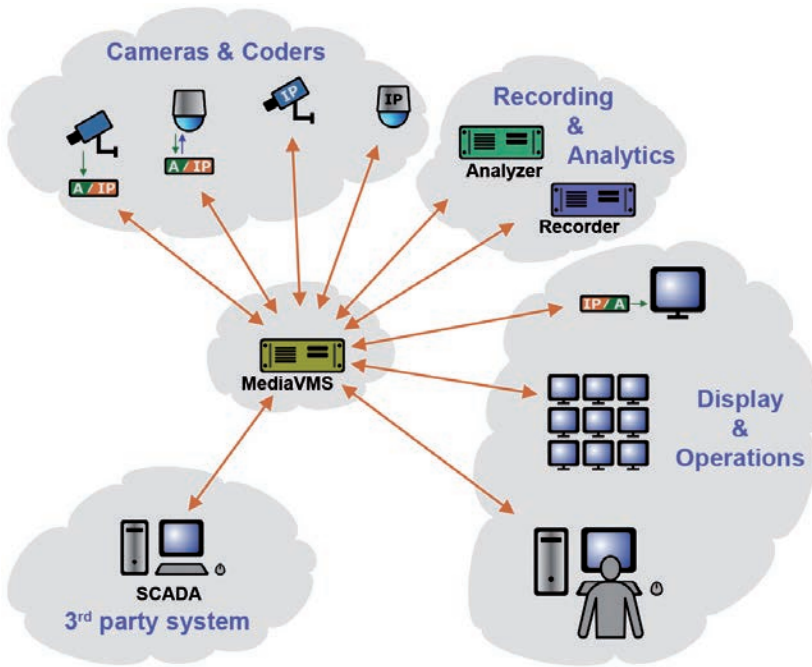 Cameras & Coders
IP
IP
A / IP
A / IP
Recording
&
Analytics
Analyzer
Recorder
IP / A
MediaVMS
Display
&
Operations
SCADA
3rd party system